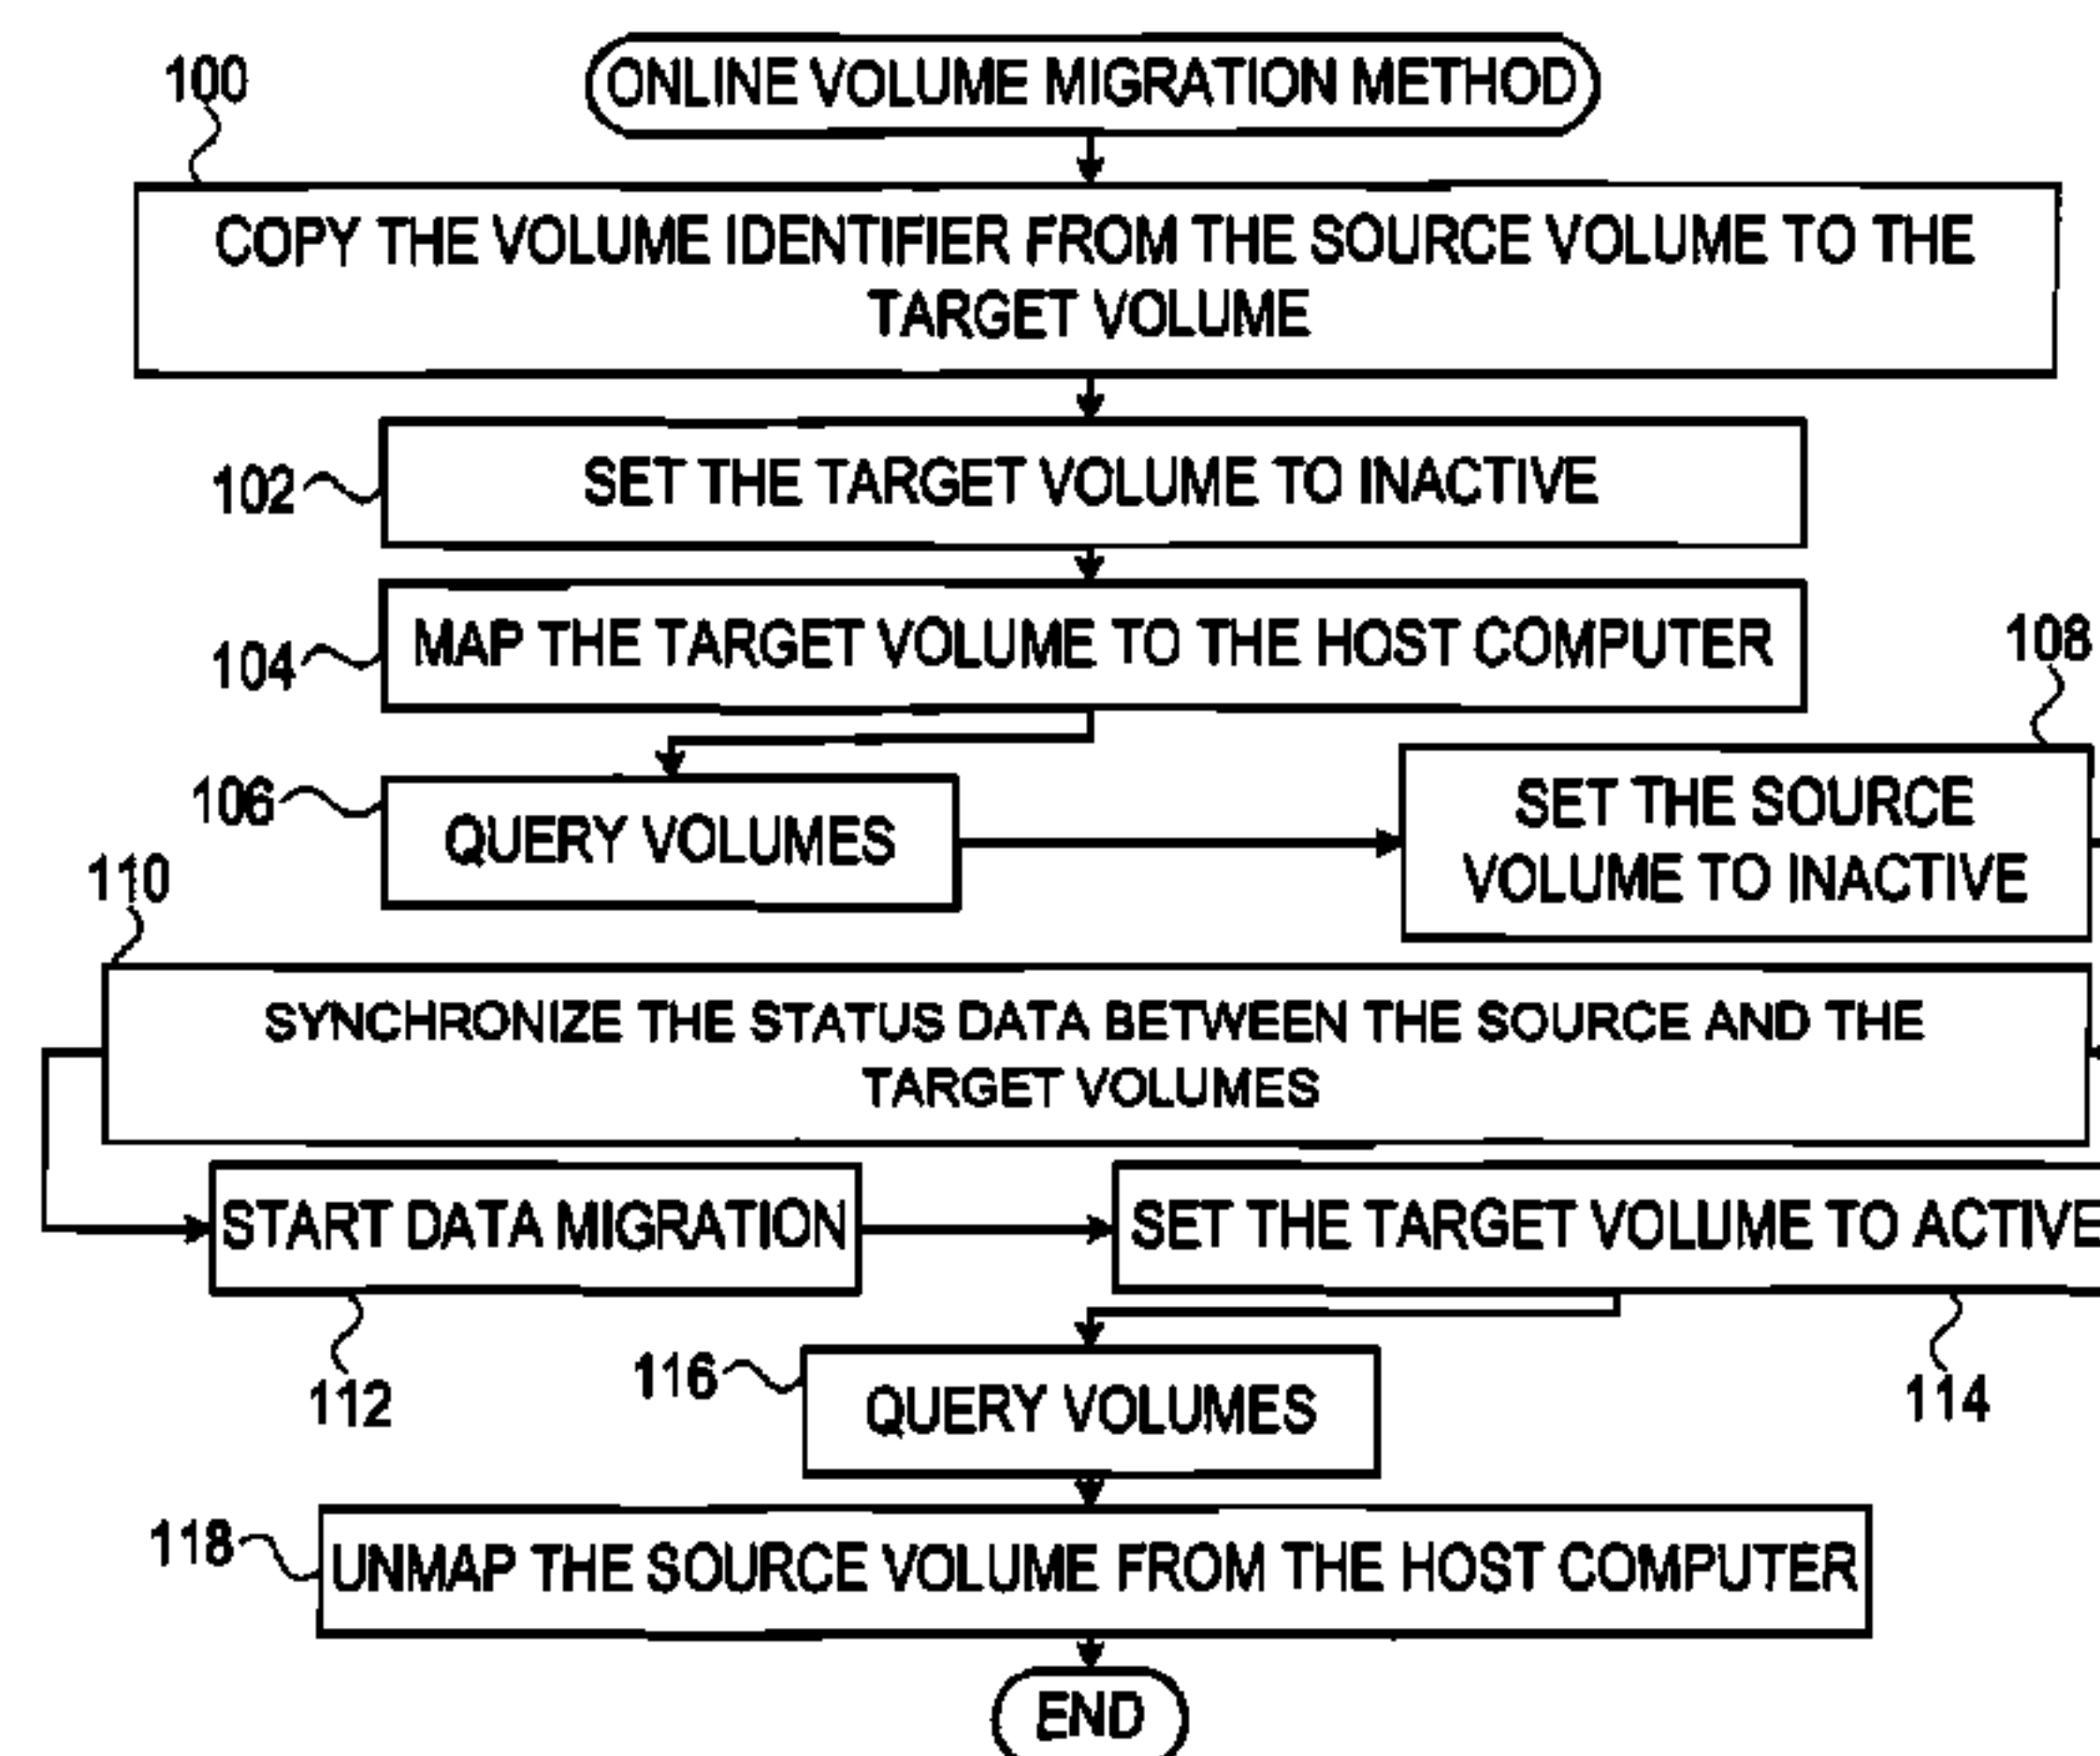 100
ONLINE VOLUME MIGRATION METHOD
COPY THE VOLUME IDENTIFIER FROM THE SOURCE VOLUME TO THE
TARGET VOLUME
102
SET THE TARGET VOLUME TO INACTIVE
104
MAP THE TARGET VOLUME TO THE HOST COMPUTER
106
QUERY VOLUMES
108
SET THE SOURCE
VOLUME TO INACTIVE
110
SYNCHRONIZE THE STATUS DATA BETWEEN THE SOURCE AND THE
TARGET VOLUMES
START DATA MIGRATION
112
SET THE TARGET VOLUME TO ACTIVE
114
116
QUERY VOLUMES
118
UNMAP THE SOURCE VOLUME FROM THE HOST COMPUTER
END